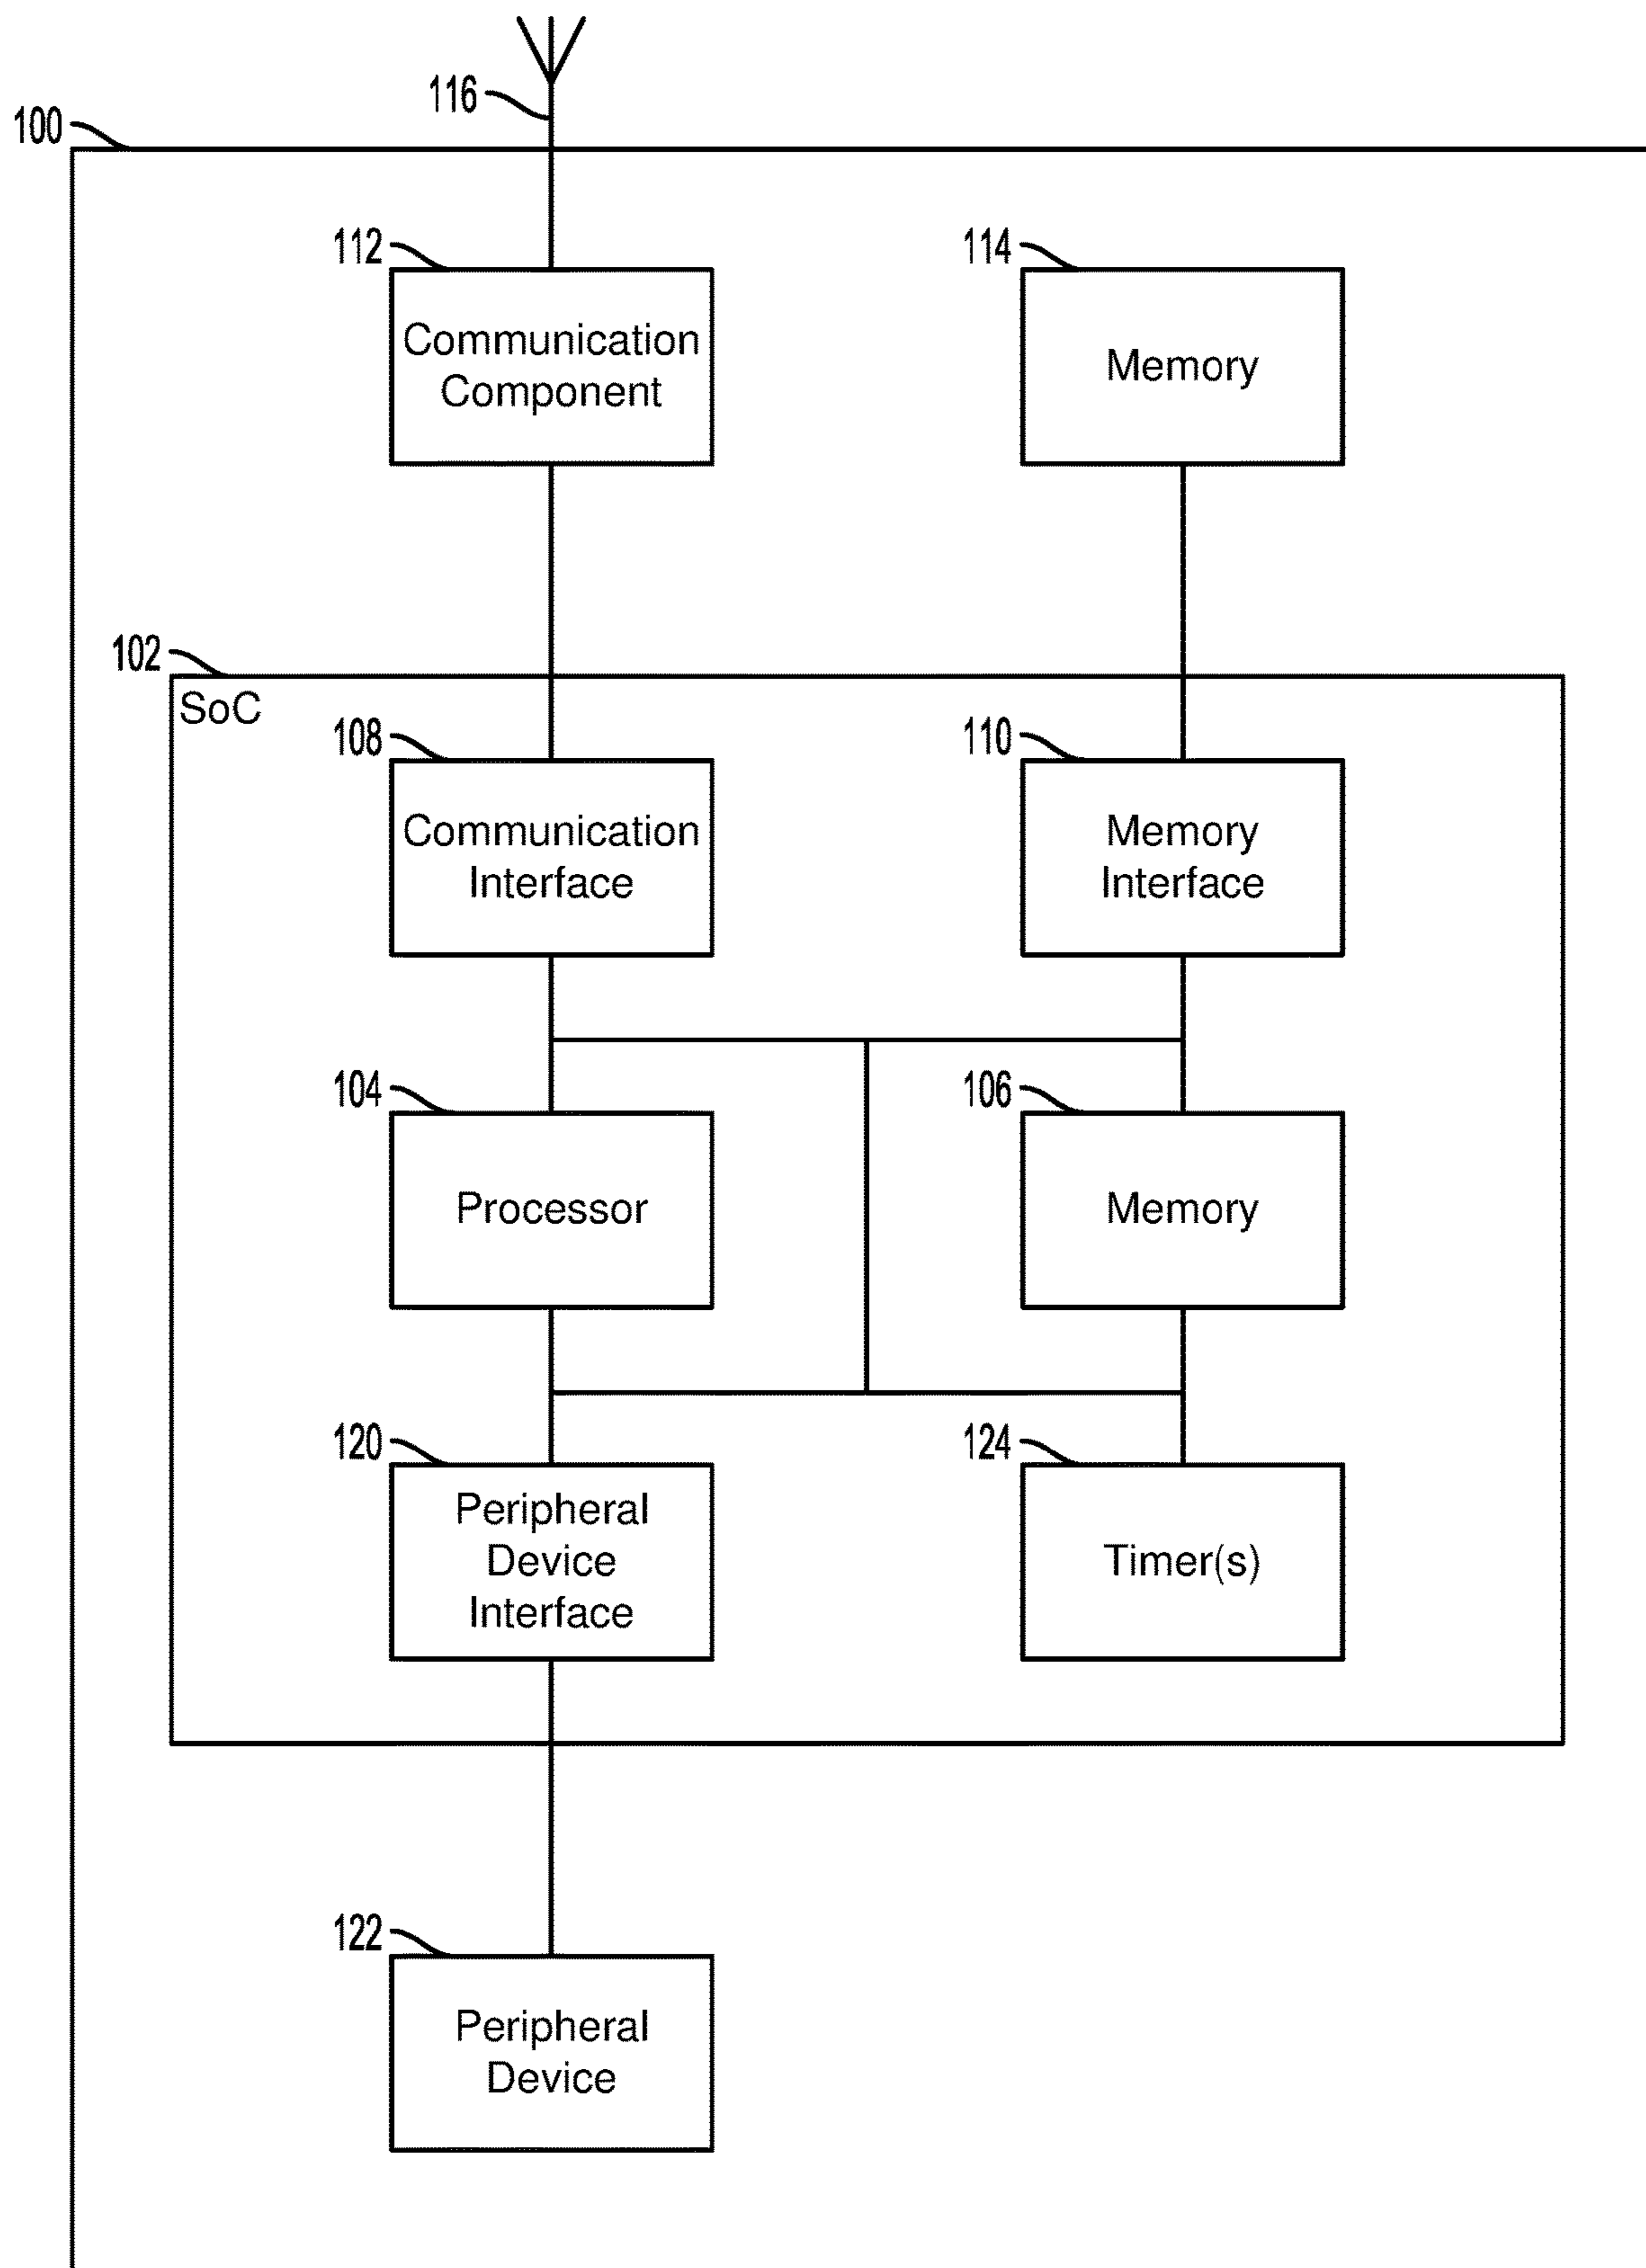 116
100
112
Communication
Component
114
Memory
102
SoC
108
Communication
Interface
110
Memory
Interface
104
Processor
106
Memory
120
Peripheral
Device
Interface
124
Timer(s)
122
Peripheral
Device